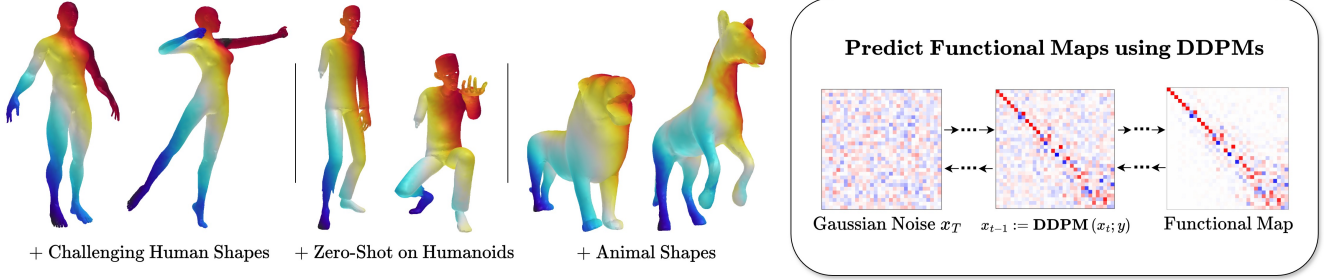 + Challenging Human Shapes
+ Zero-Shot on Humanoids
+ Animal Shapes
Predict Functional Maps using DDPMs
Gaussian Noise x_T
x_{t−1} := DDPM (x_t; y)
Functional Map